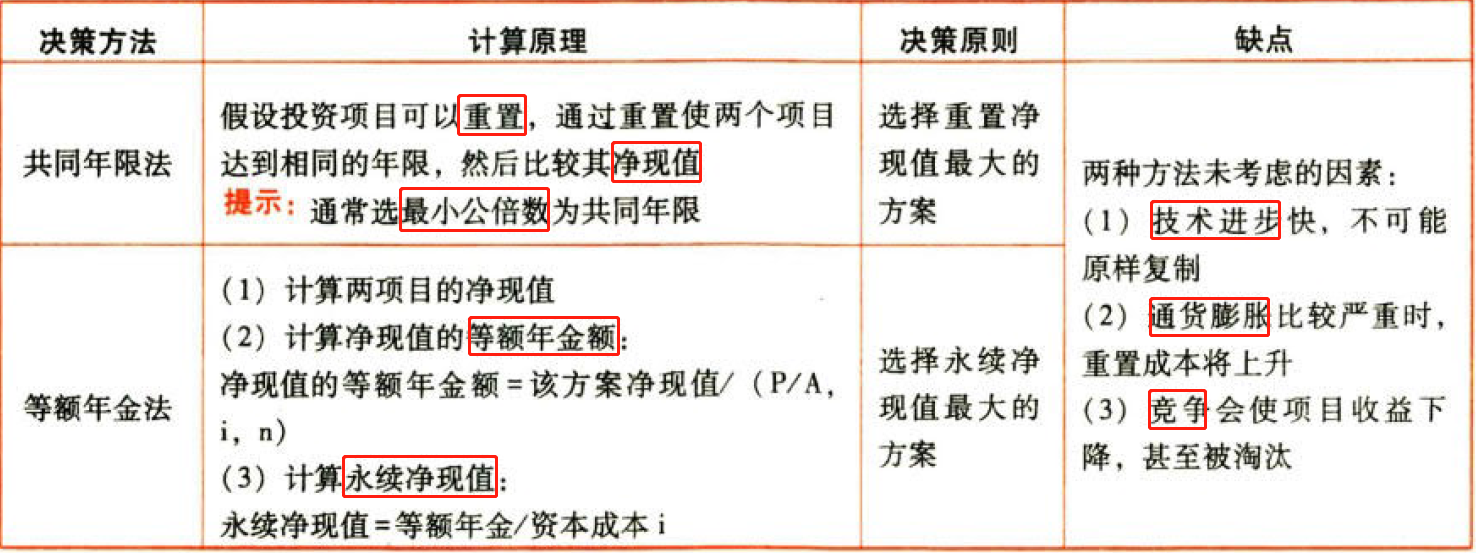 决策方法
计算原理
决策原则
缺点
共同年限法
假设投资项目可以重置，通过重置使两个项目
达到相同的年限，然后比较其净现值
提示：通常选最小公倍数为共同年限
选择重置净
现值最大的
方案
等额年金法
（1）计算两项目的净现值
（2）计算净现值的等额年金额：
净现值的等额年金额=该方案净现值/（P/A，
i，n）
（3）计算永续净现值：
永续净现值=等额年金/资本成本 i
选择永续净
现值最大的
方案
两种方法未考虑的因素：
（1）技术进步快，不可能
原样复制
（2）通货膨胀比较严重时，
重置成本将上升
（3）竞争会使项目收益下
降，甚至被淘汰